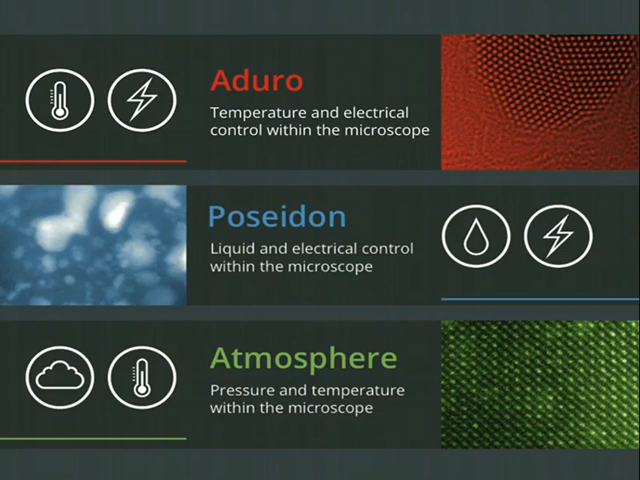 Aduro
Temperature and electrical
control within the microscope
Poseidon
Liquid and electrical control
within the microscope
Atmosphere
Pressure and temperature
within the microscope